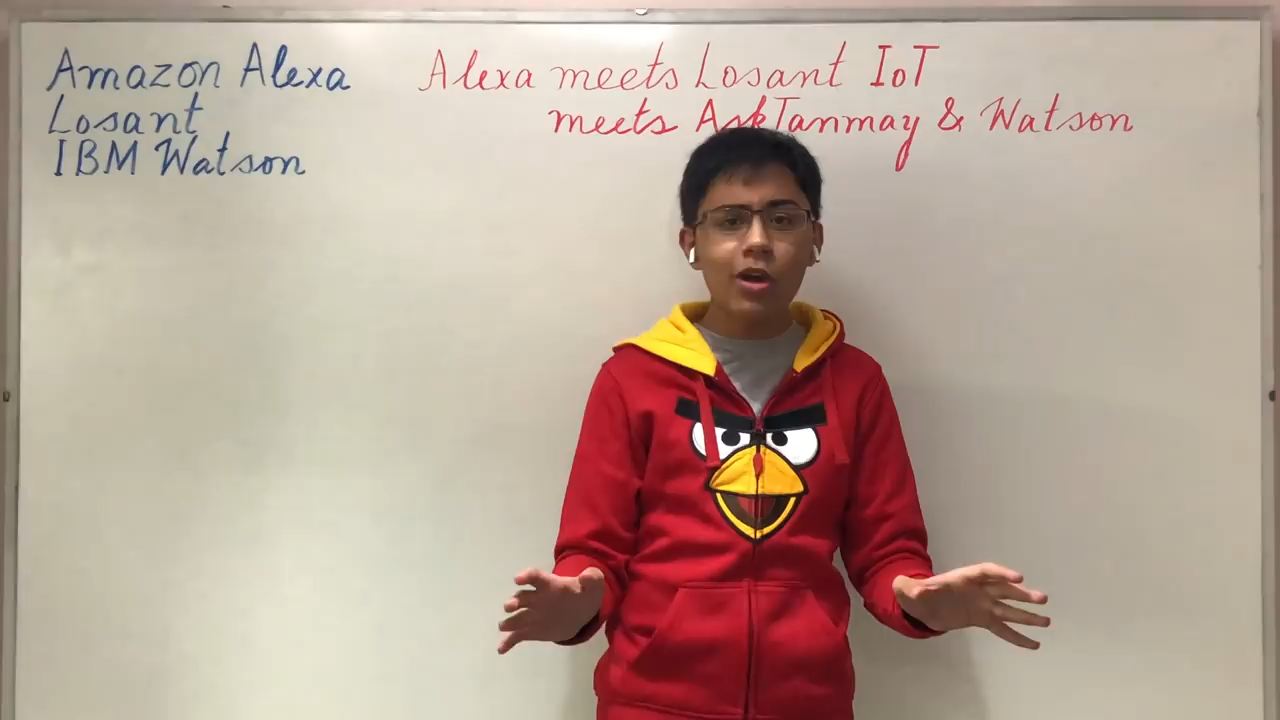 Amazon Alexa
Losant
IBM Watson
Alexa meets Losant IoT
meets AskTanmay & Watson